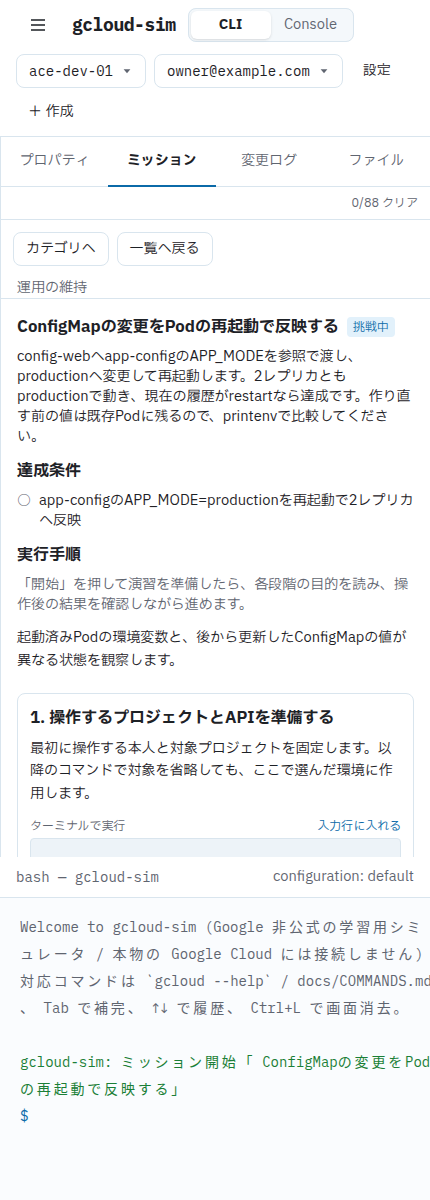 gcloud-sim CLI Console
ace-dev-01 owner@example.com 設定
＋ 作成
プロパティ ミッション 変更ログ ファイル
0/88 クリア
カテゴリへ 一覧へ戻る
運用の維持
ConfigMapの変更をPodの再起動で反映する 挑戦中
config-webへapp-configのAPP_MODEを参照で渡し、
productionへ変更して再起動します。2レプリカとも
productionで動き、現在の履歴がrestartなら達成です。作り直
す前の値は既存Podに残るので、printenvで比較してくださ
い。
達成条件
app-configのAPP_MODE=productionを再起動で2レプリカ
へ反映
実行手順
「開始」を押して演習を準備したら、各段階の目的を読み、操
作後の結果を確認しながら進めます。
起動済みPodの環境変数と、後から更新したConfigMapの値が
異なる状態を観察します。
1. 操作するプロジェクトとAPIを準備する
最初に操作する本人と対象プロジェクトを固定します。以
降のコマンドで対象を省略しても、ここで選んだ環境に作
用します。
ターミナルで実行 入力行に入れる
bash — gcloud-sim configuration: default
Welcome to gcloud-sim (Google 非公式の学習用シミ
ュレータ / 本物の Google Cloud には接続しません)
対応コマンドは `gcloud --help` / docs/COMMANDS.md
、 Tab で補完、 ↑↓ で履歴、 Ctrl+L で画面消去。
gcloud-sim: ミッション開始「 ConfigMapの変更をPod
の再起動で反映する」
$